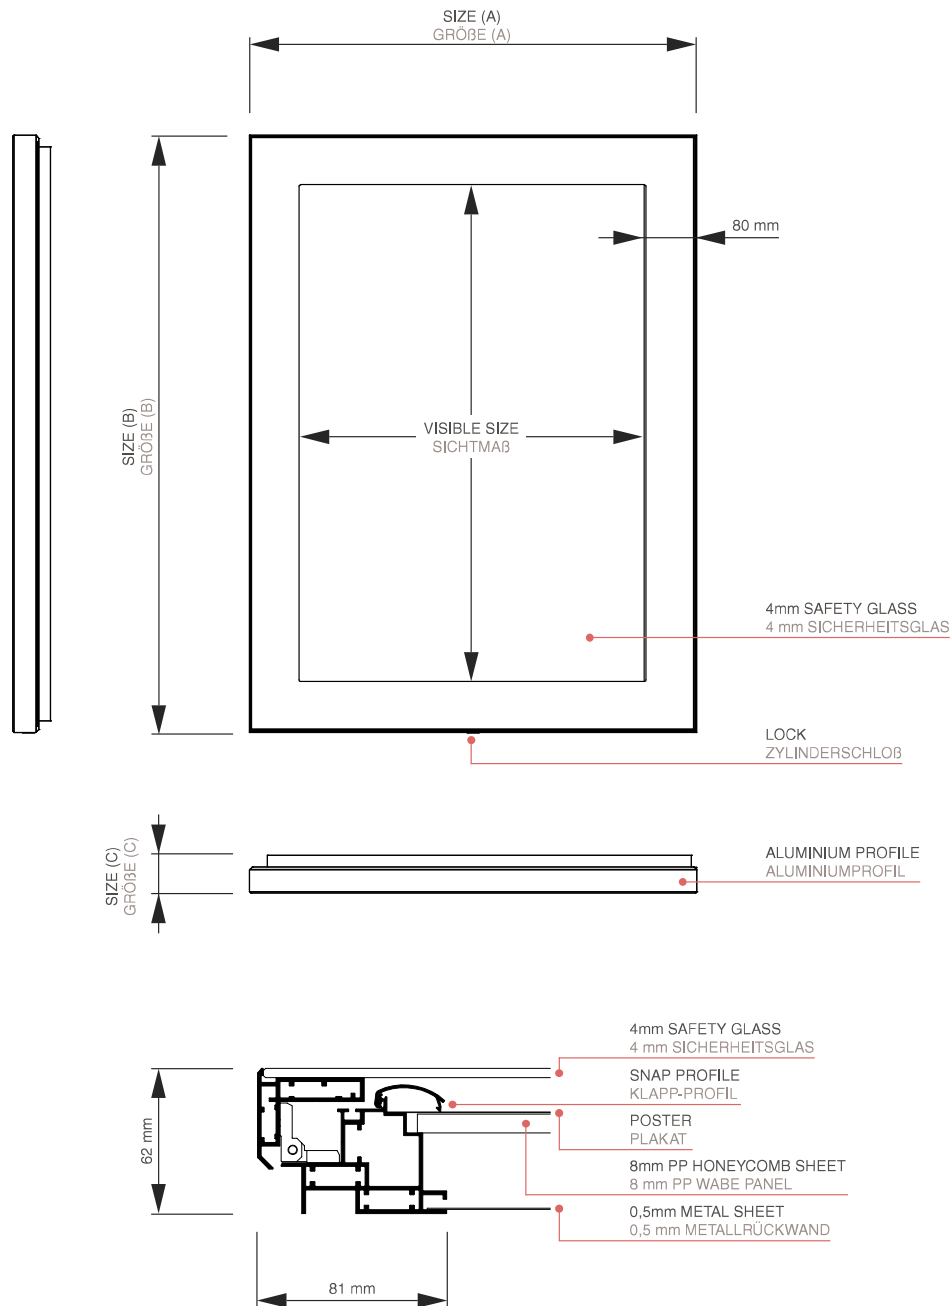 SIZE (A)
GRÖßE (A)
80 mm
SIZE (B)
GRÖßE (B)
VISIBLE SIZE
SICHTMAß
4mm SAFETY GLASS
4 mm SICHERHEITSGLAS
LOCK
ZYLINDERSCHLOß
SIZE (C)
GRÖßE (C)
ALUMINIUM PROFILE
ALUMINIUMPROFIL
4mm SAFETY GLASS
4 mm SICHERHEITSGLAS
SNAP PROFILE
KLAPP-PROFIL
POSTER
PLAKAT
62 mm
8mm PP HONEYCOMB SHEET
8 mm PP WABE PANEL
0,5mm METAL SHEET
0,5 mm METALLRÜCKWAND
81 mm